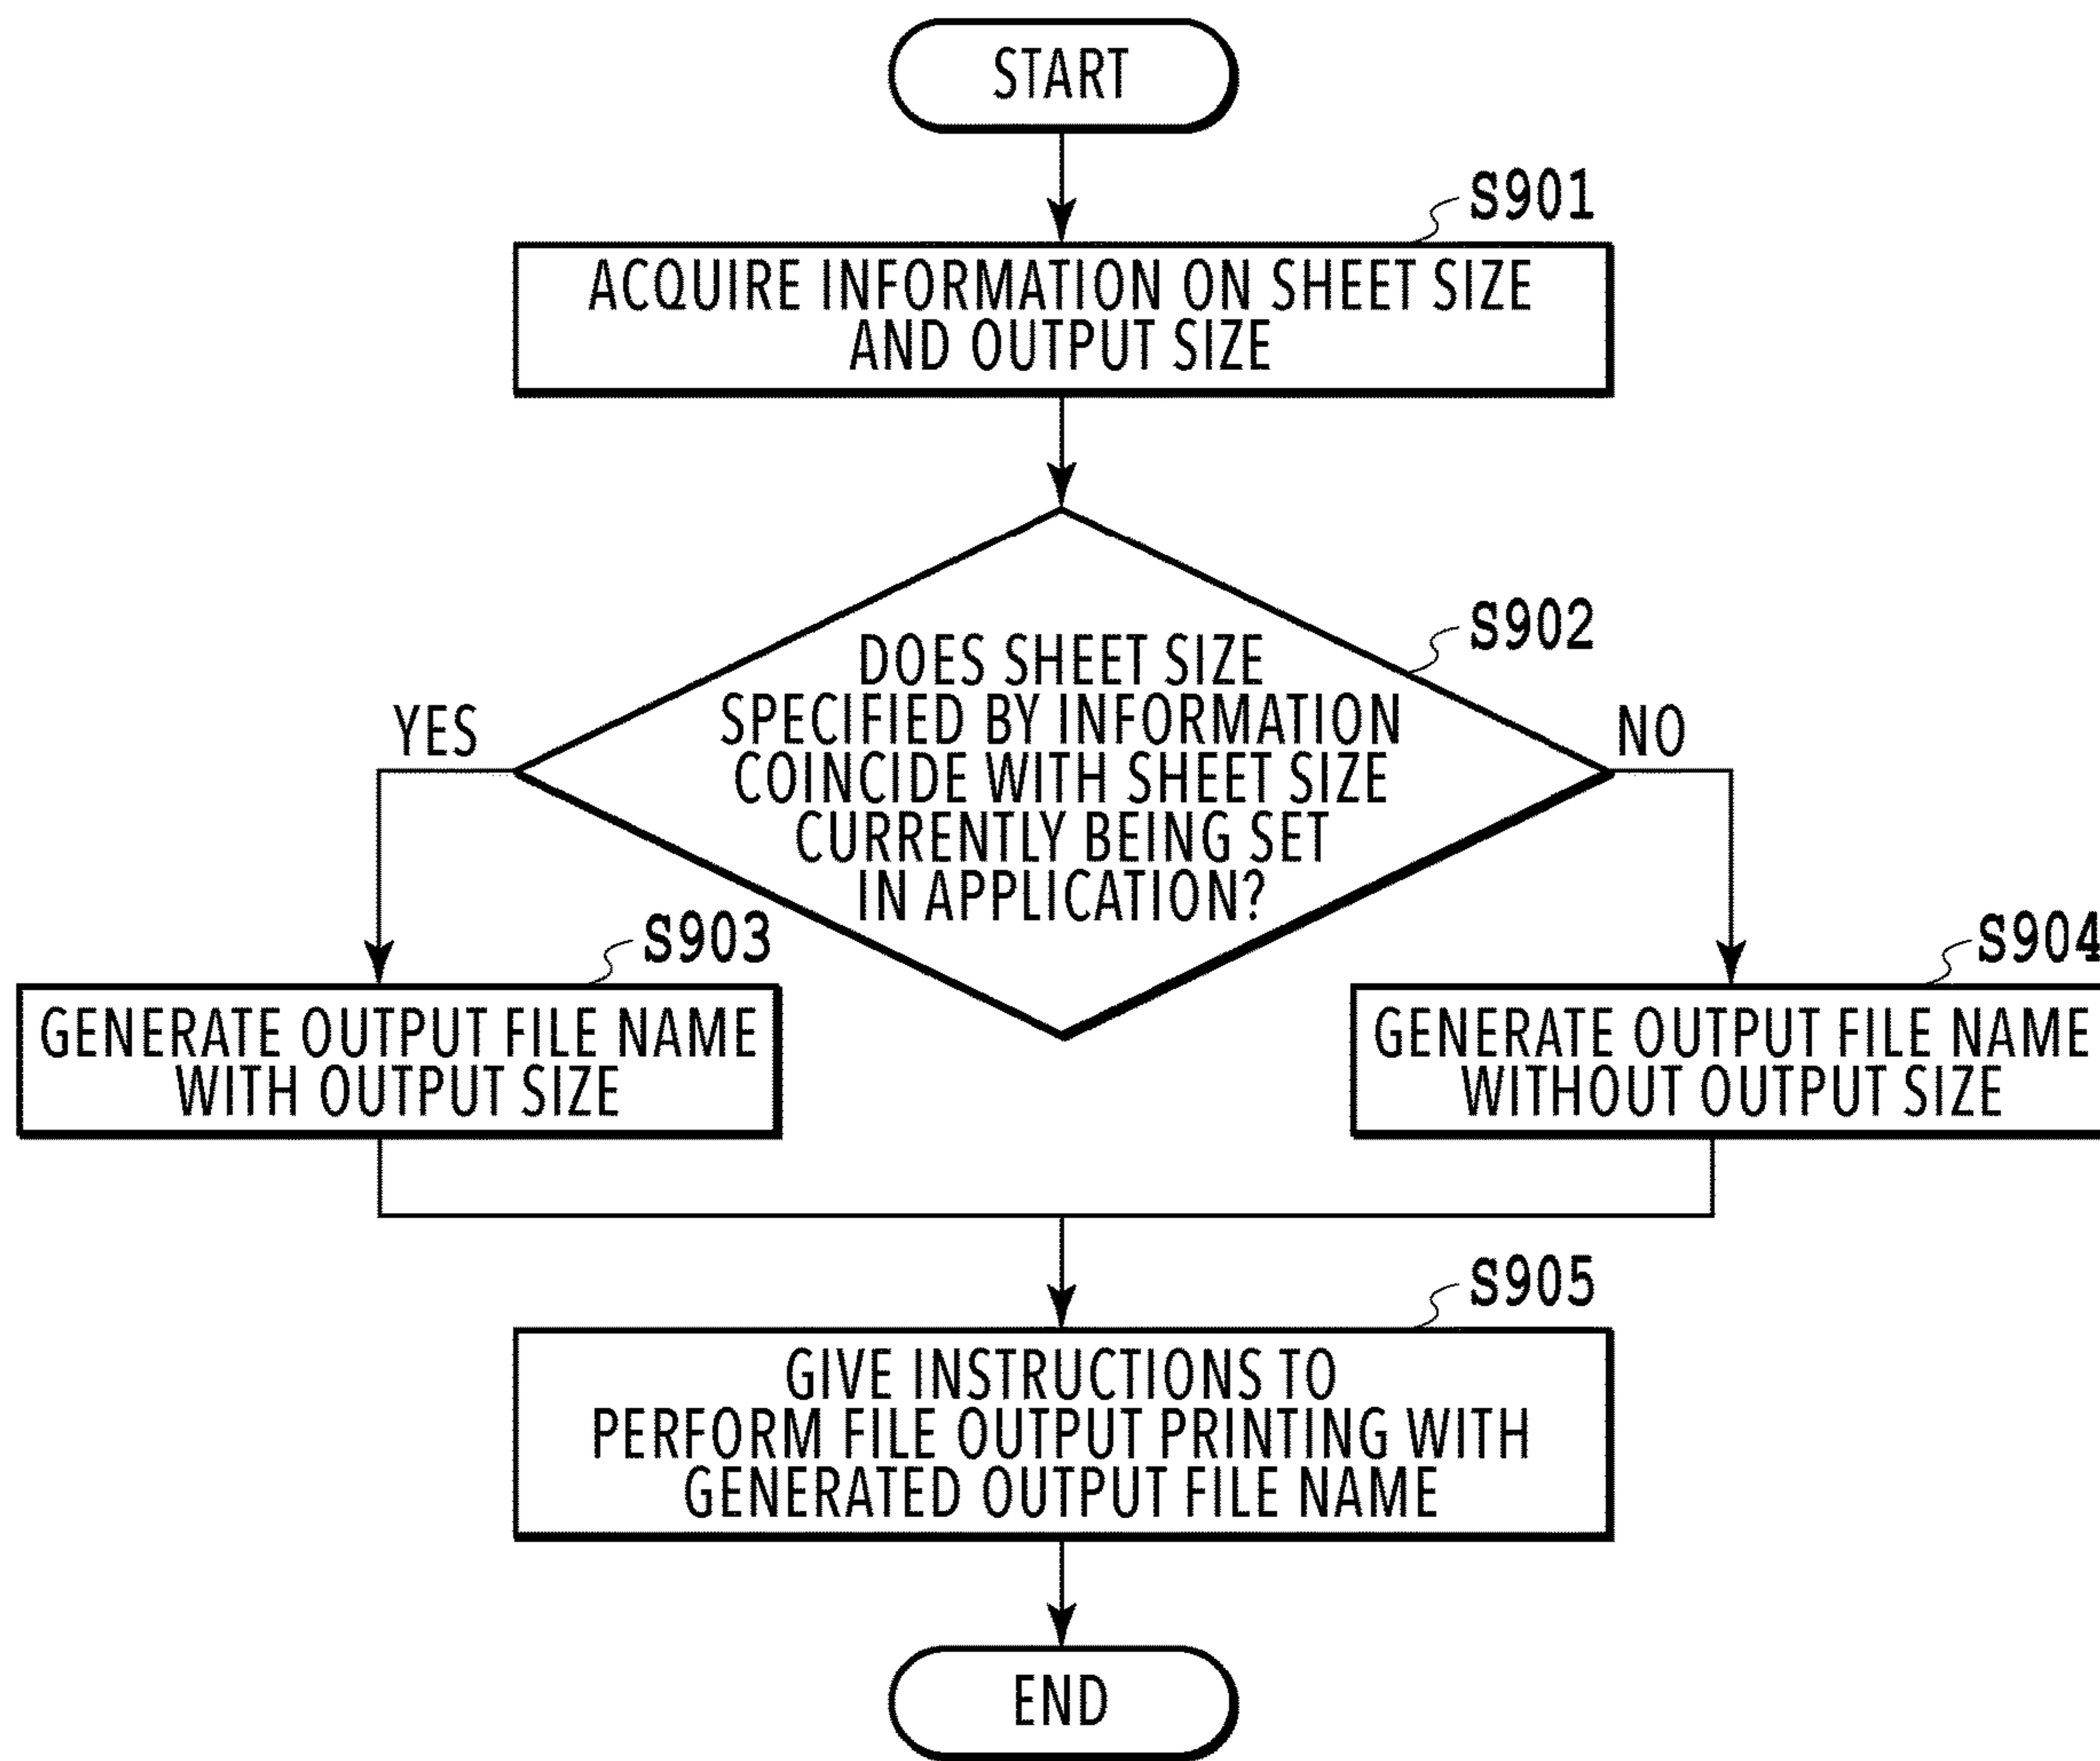 START
S901
ACQUIRE INFORMATION ON SHEET SIZE
AND OUTPUT SIZE
S902
DOES SHEET SIZE
SPECIFIED BY INFORMATION
COINCIDE WITH SHEET SIZE
CURRENTLY BEING SET
IN APPLICATION?
YES
NO
S903
GENERATE OUTPUT FILE NAME
WITH OUTPUT SIZE
S904
GENERATE OUTPUT FILE NAME
WITHOUT OUTPUT SIZE
S905
GIVE INSTRUCTIONS TO
PERFORM FILE OUTPUT PRINTING WITH
GENERATED OUTPUT FILE NAME
END